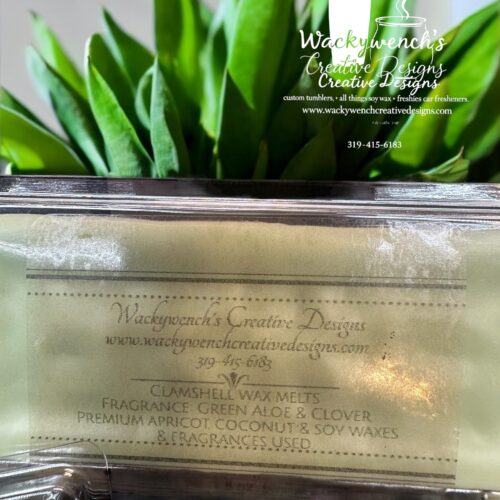 Wackywench's
Creative Designs
Creative Designs
custom tumblers, • all things soy wax • freshies car fresheners.
www.wackywenchcreativedesigns.com
319-415-6183
Wackywench's Creative Designs
www.wackywenchcreativedesigns.com
319-415-6183
Clamshell wax melts
Fragrance: Green Aloe & Clover
Premium Apricot Coconut & Soy Waxes
& Fragrances Used